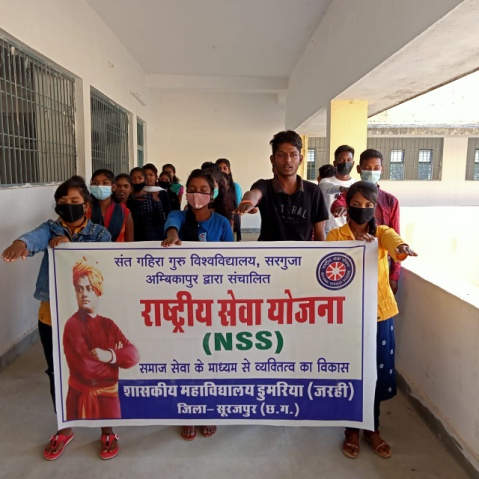 संत गहिरा गुरु विश्वविद्यालय, सरगुजा
अम्बिकापुर द्वारा संचालित
राष्ट्रीय सेवा योजना
(NSS)
समाज सेवा के माध्यम से व्यक्तित्व का विकास
शासकीय महाविद्यालय डुमरिया (जरही)
जिला- सूरजपुर (छ.ग.)